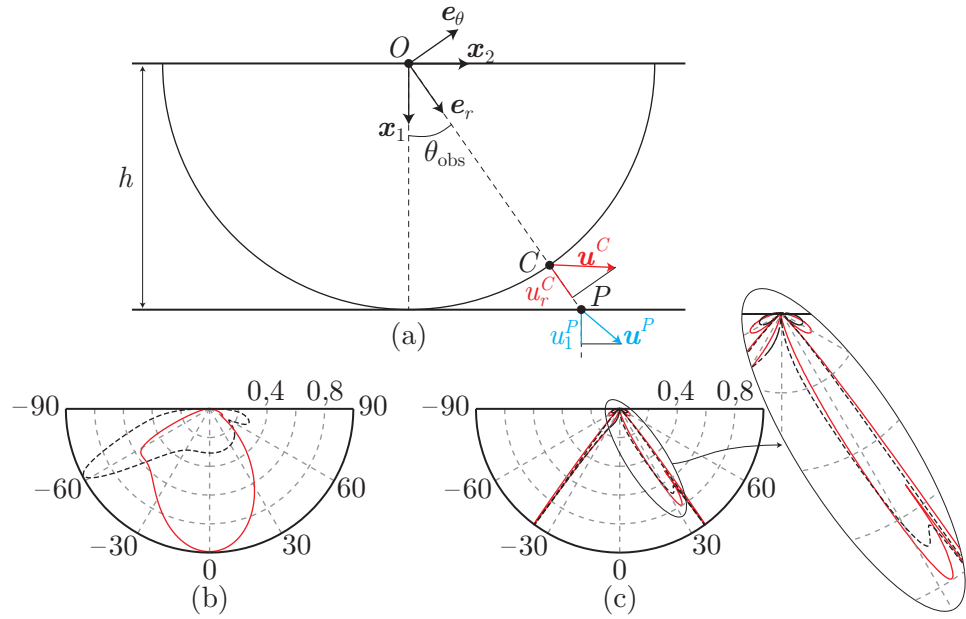 e_θ
O
x_2
e_r
x_1
θ_obs
h
C
u^C
u_r^C
P
u_1^P
u^P
(a)
0,4 0,8
−90 90
−60 60
−30 30
0
(b)
0,4 0,8
−90
−60 60
−30 30
0
(c)